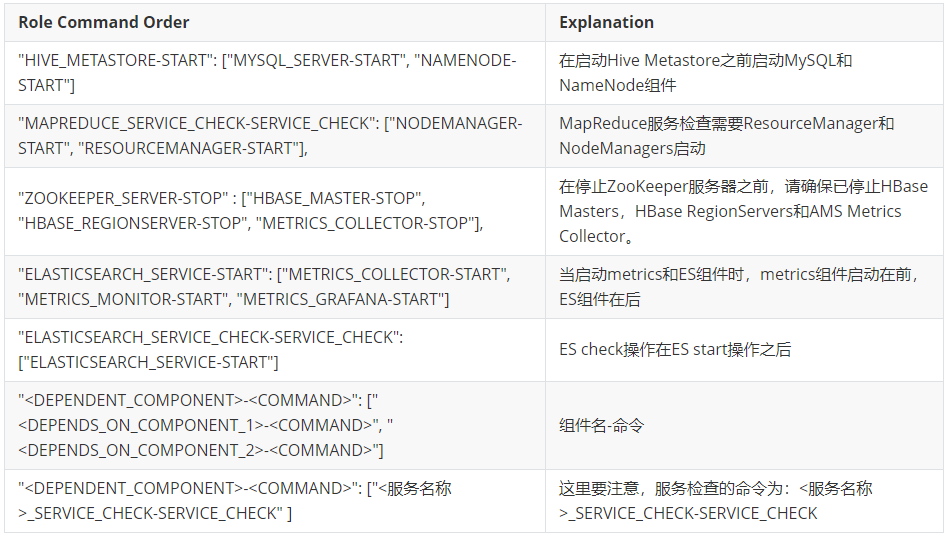 Role Command Order
Explanation
"HIVE_METASTORE-START": ["MYSQL_SERVER-START", "NAMENODE-
START"]
在启动Hive Metastore之前启动MySQL和
NameNode组件
"MAPREDUCE_SERVICE_CHECK-SERVICE_CHECK": ["NODEMANAGER-
START", "RESOURCEMANAGER-START"],
MapReduce服务检查需要ResourceManager和
NodeManagers启动
"ZOOKEEPER_SERVER-STOP" : ["HBASE_MASTER-STOP",
"HBASE_REGIONSERVER-STOP", "METRICS_COLLECTOR-STOP"],
在停止ZooKeeper服务器之前，请确保已停止HBase
Masters，HBase RegionServers和AMS Metrics
Collector。
"ELASTICSEARCH_SERVICE-START": ["METRICS_COLLECTOR-START",
"METRICS_MONITOR-START", "METRICS_GRAFANA-START"]
当启动metrics和ES组件时，metrics组件启动在前，
ES组件在后
"ELASTICSEARCH_SERVICE_CHECK-SERVICE_CHECK":
["ELASTICSEARCH_SERVICE-START"]
ES check操作在ES start操作之后
"<DEPENDENT_COMPONENT>-<COMMAND>": ["
<DEPENDS_ON_COMPONENT_1>-<COMMAND>", "
<DEPENDS_ON_COMPONENT_2>-<COMMAND>"]
组件名-命令
"<DEPENDENT_COMPONENT>-<COMMAND>": ["<服务名称
>_SERVICE_CHECK-SERVICE_CHECK" ]
这里要注意，服务检查的命令为：<服务名称
>_SERVICE_CHECK-SERVICE_CHECK